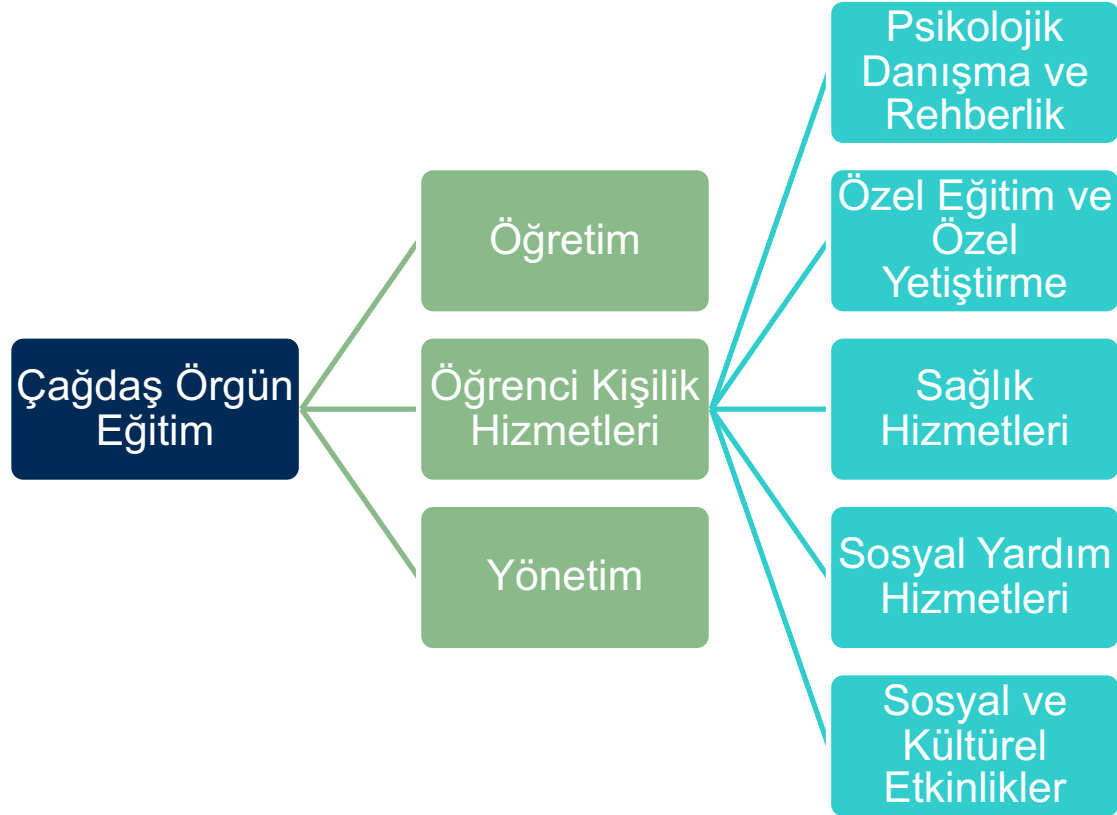 Çağdaş Örgün
Eğitim
Öğretim
Öğrenci Kişilik
Hizmetleri
Yönetim
Psikolojik
Danışma ve
Rehberlik
Özel Eğitim ve
Özel
Yetiştirme
Sağlık
Hizmetleri
Sosyal Yardım
Hizmetleri
Sosyal ve
Kültürel
Etkinlikler